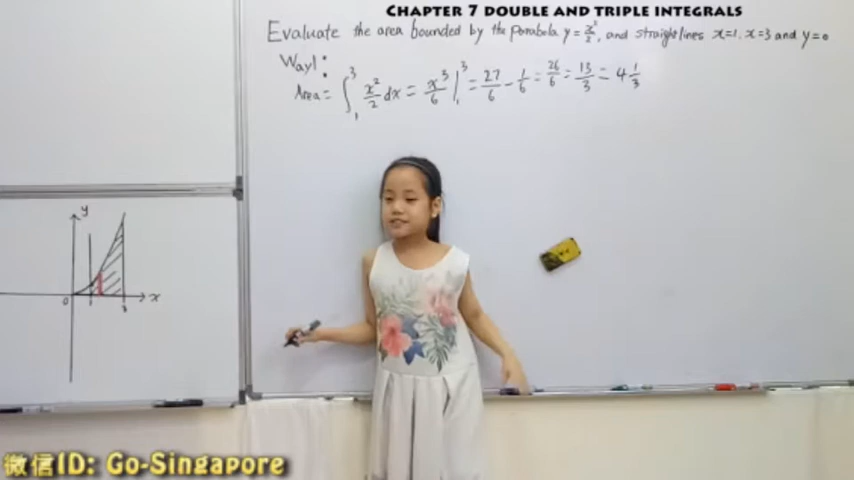 CHAPTER 7 DOUBLE AND TRIPLE INTEGRALS
Evaluate the area bounded by the parabola y = x²/2, and straight lines x=1, x=3 and y=0
Way1:
Area = ∫₁³ x²/2 dx = x³/6 |₁³ = 27/6 - 1/6 = 26/6 = 13/3 = 4 1/3
y
0 1 3 x
微信ID: Go-Singapore